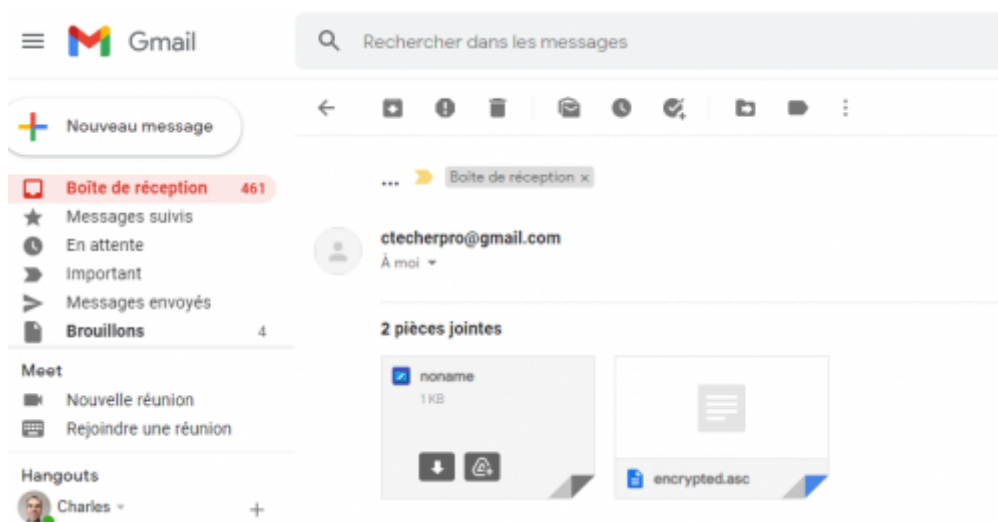 Gmail
Rechercher dans les messages
Nouveau message
Boîte de réception 461
Messages suivis
En attente
Important
Messages envoyés
Brouillons 4
Meet
Nouvelle réunion
Rejoindre une réunion
Hangouts
Charles
... Boîte de réception ×
ctecherpro@gmail.com
À moi
2 pièces jointes
noname
1 KB
encrypted.asc